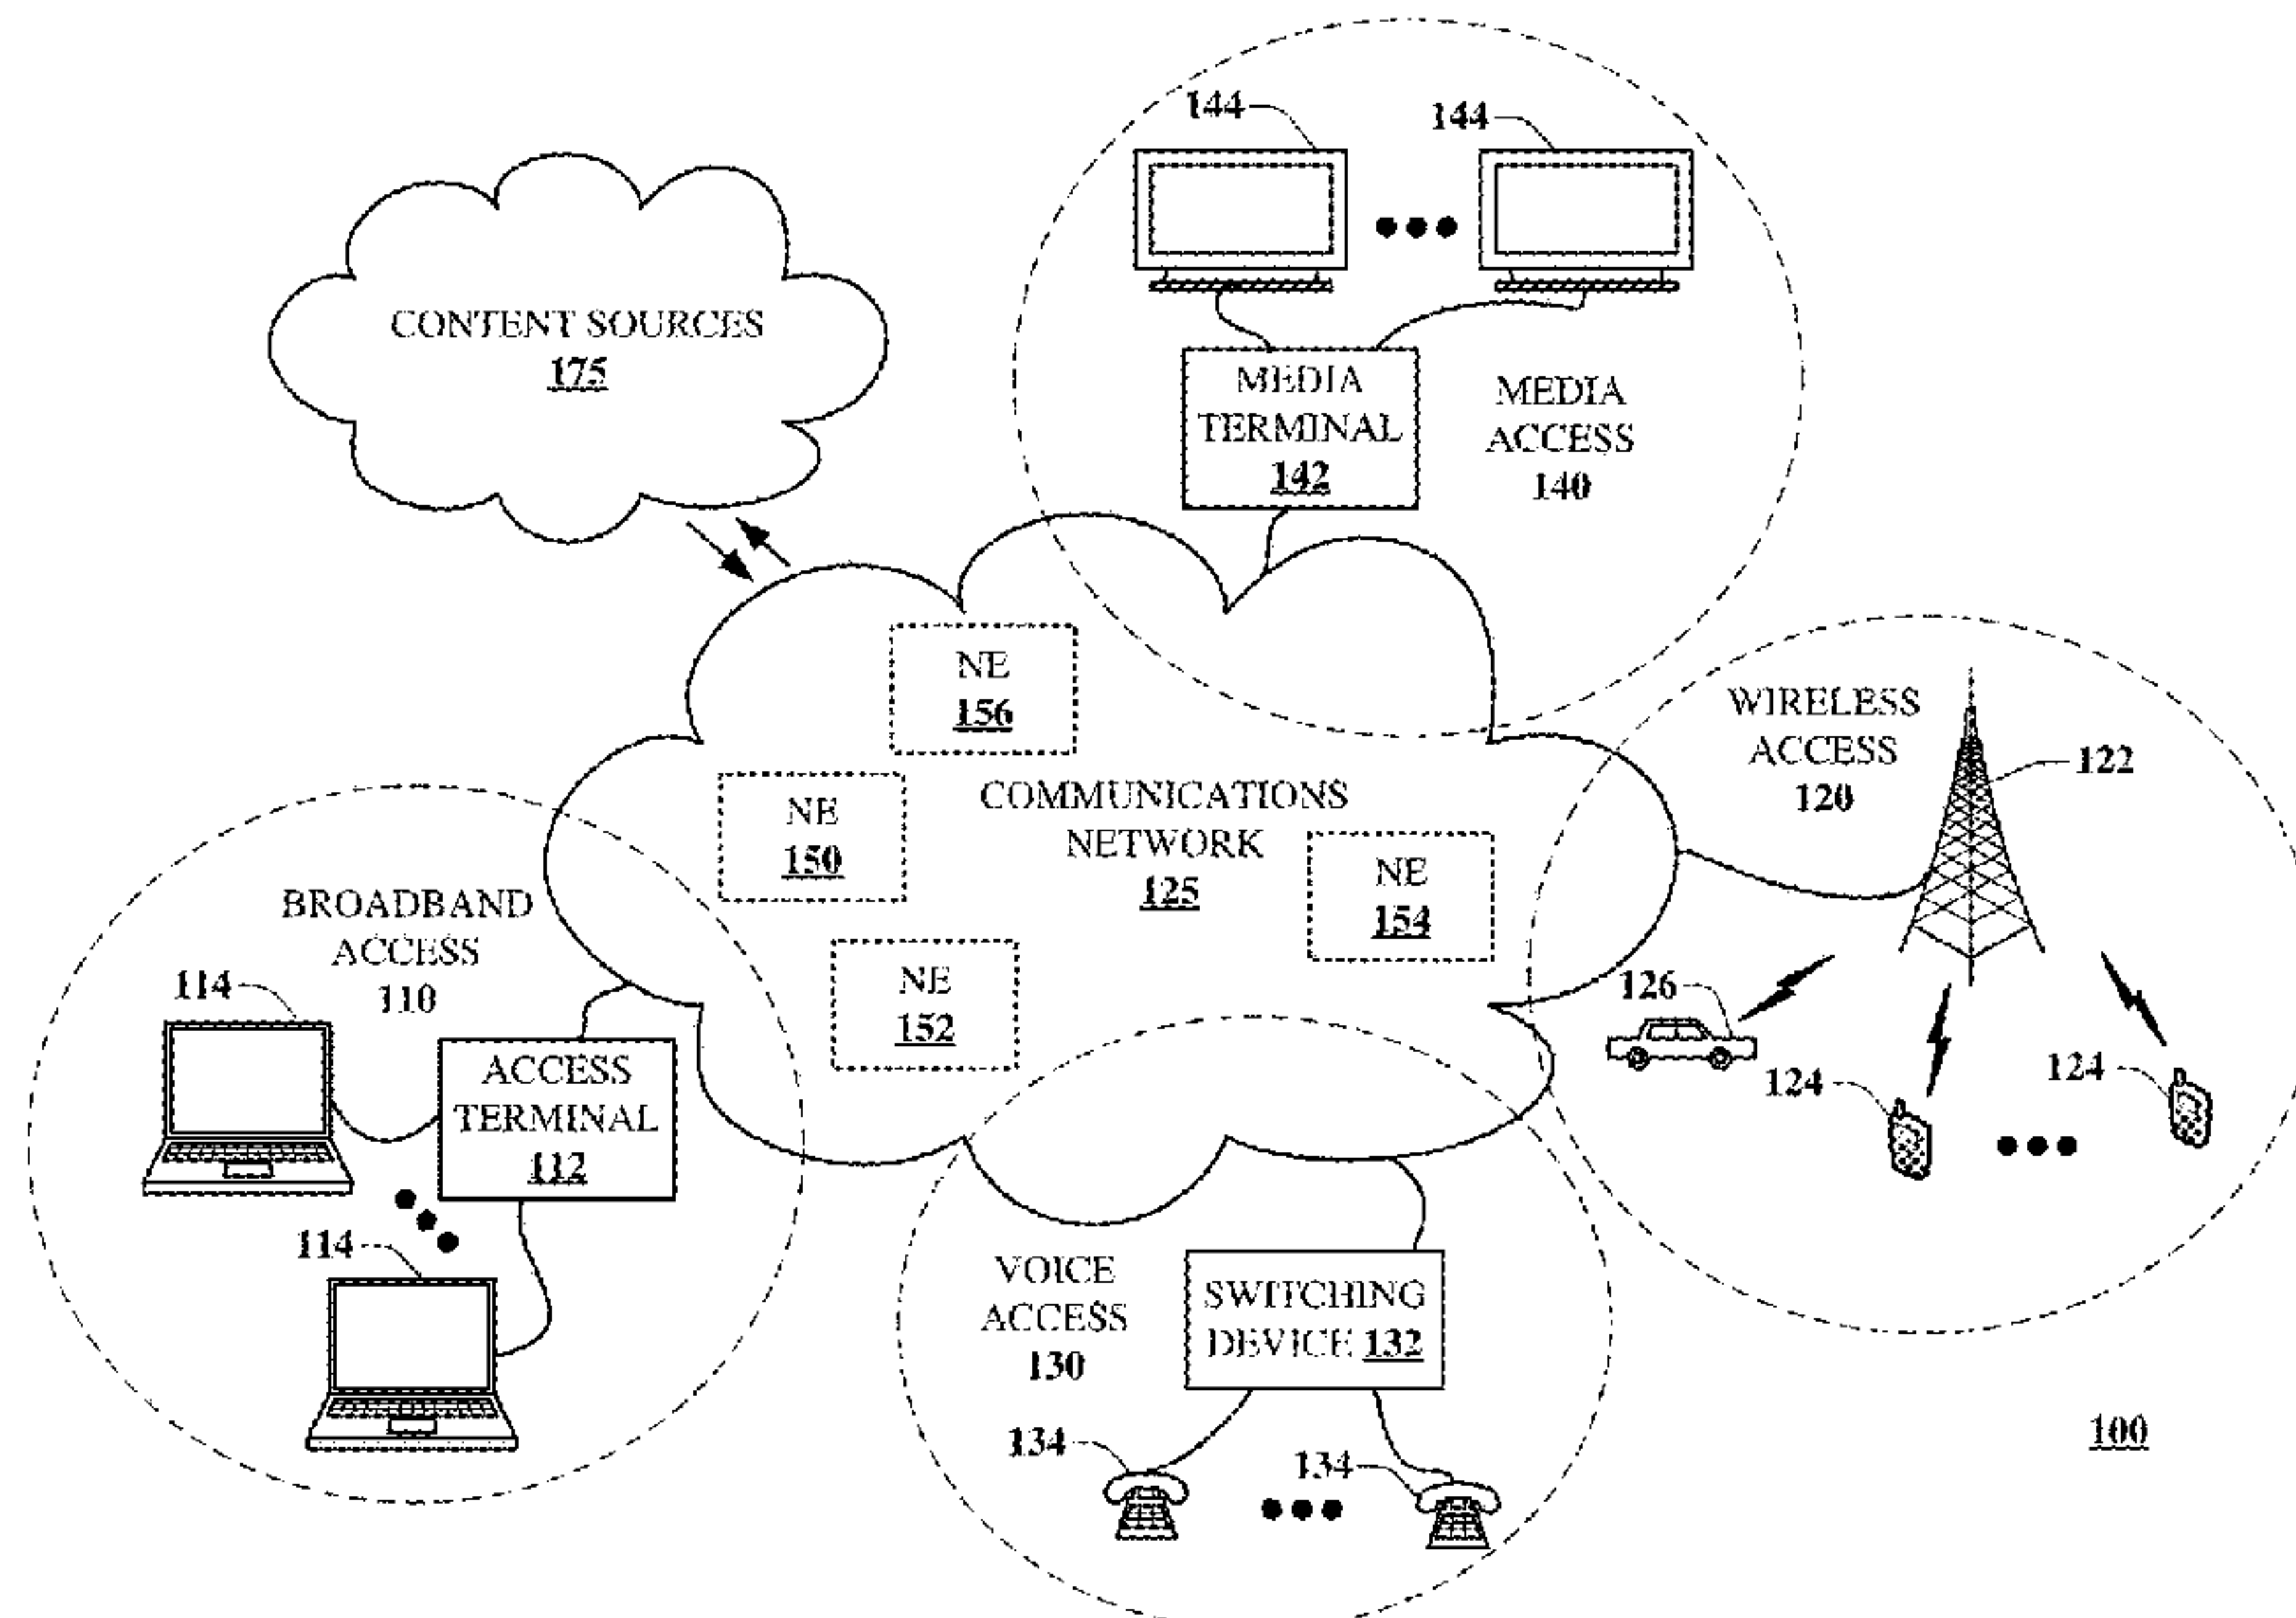 144
144
CONTENT SOURCES
175
MEDIA
TERMINAL
142
MEDIA
ACCESS
140
NE
156
WIRELESS
ACCESS
120
122
NE
150
COMMUNICATIONS
NETWORK
125
NE
154
BROADBAND
ACCESS
110
114
NE
152
126
ACCESS
TERMINAL
112
124
124
114
VOICE
ACCESS
130
SWITCHING
DEVICE 132
134
134
100